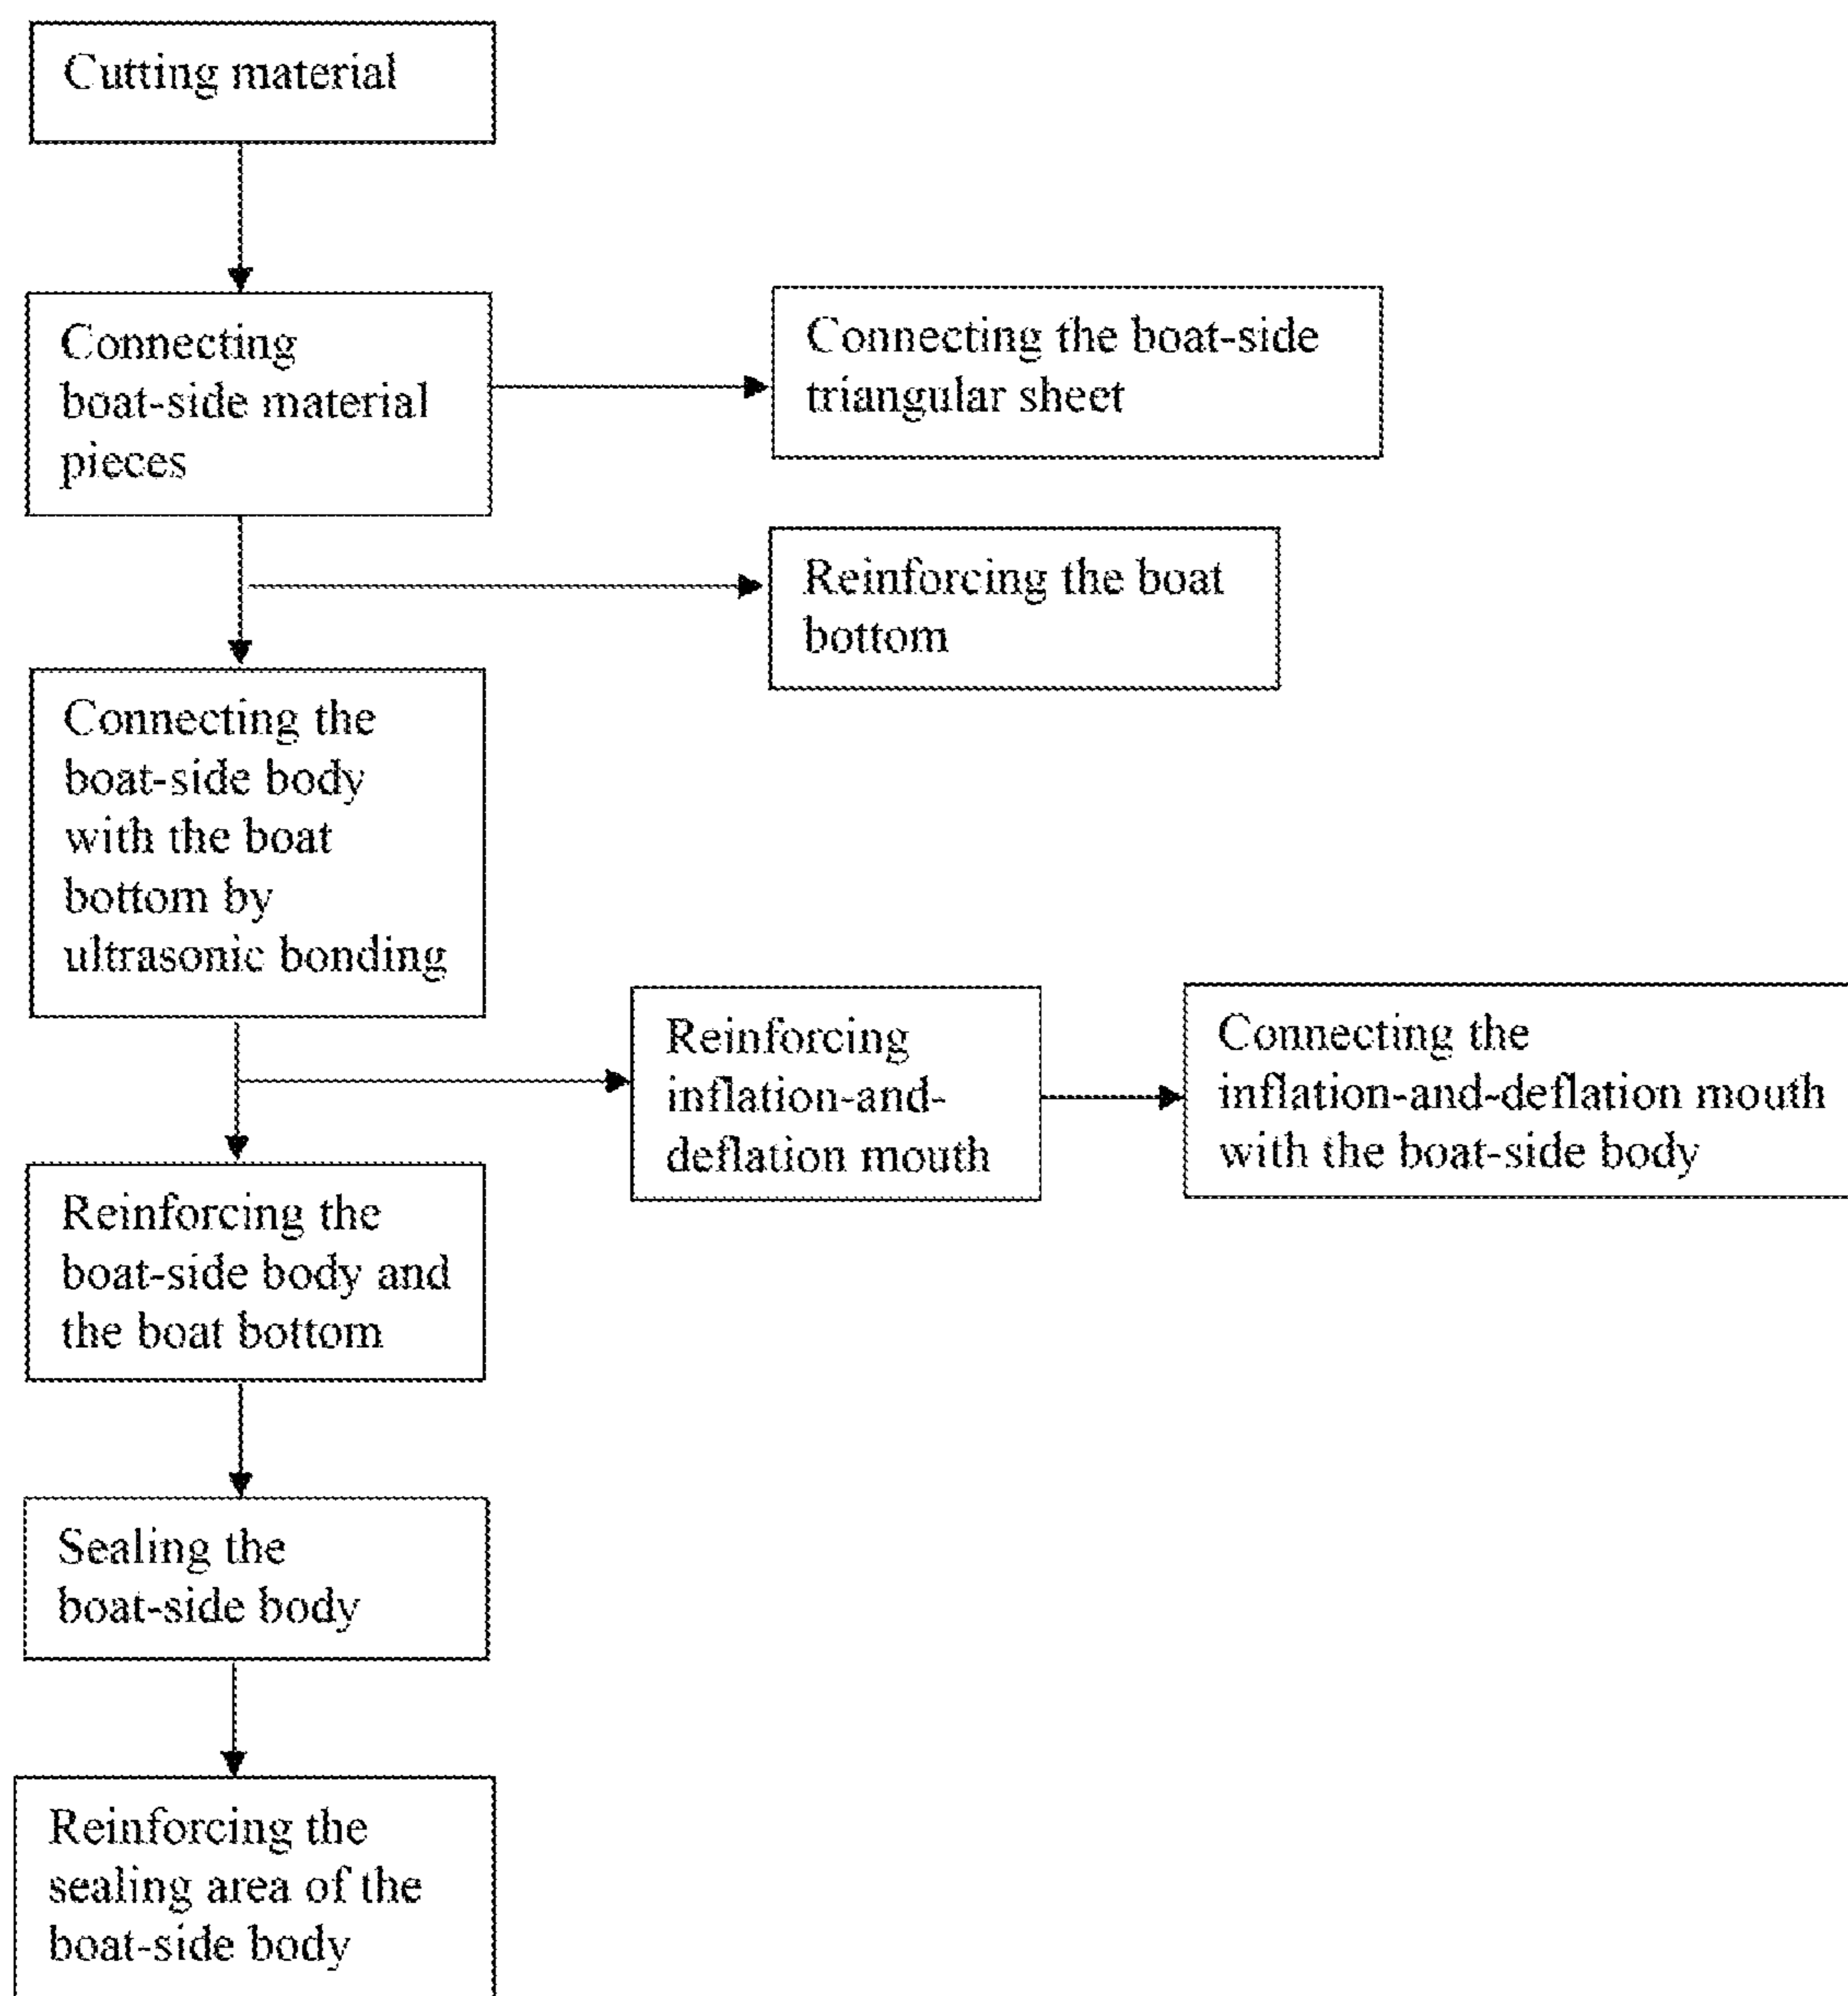 Cutting material
Connecting
boat-side material
pieces
Connecting the boat-side
triangular sheet
Reinforcing the boat
bottom
Connecting the
boat-side body
with the boat
bottom by
ultrasonic bonding
Reinforcing
inflation-and-
deflation mouth
Connecting the
inflation-and-deflation mouth
with the boat-side body
Reinforcing the
boat-side body and
the boat bottom
Sealing the
boat-side body
Reinforcing the
sealing area of the
boat-side body